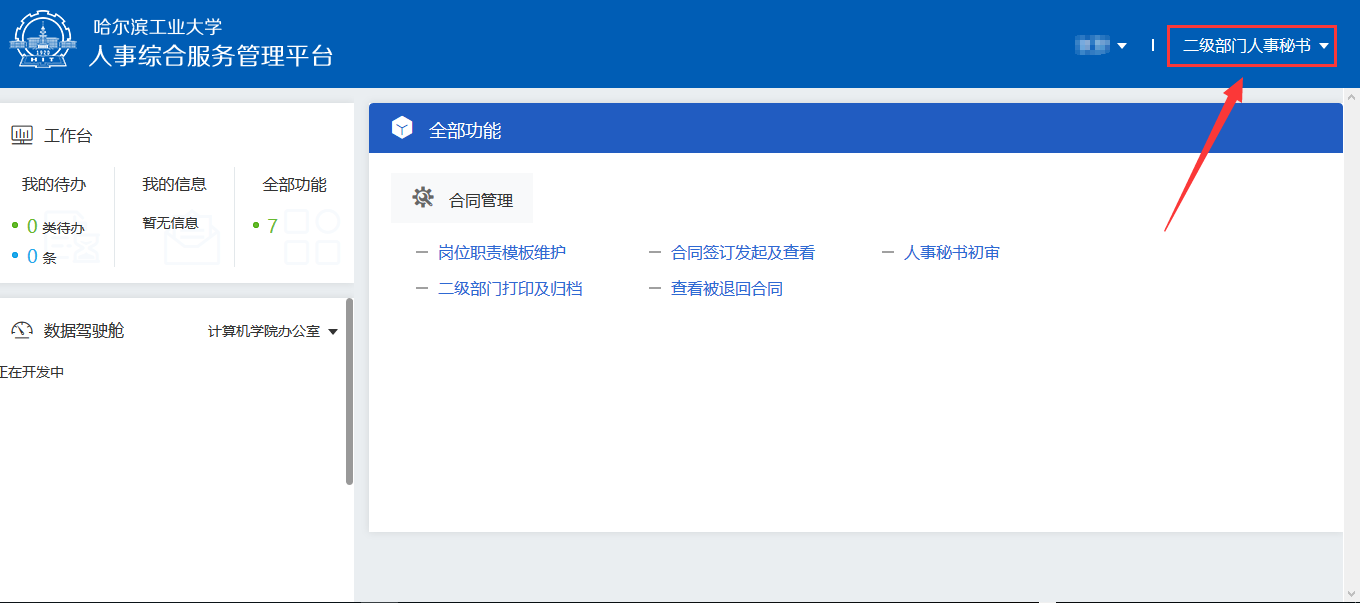 哈尔滨工业大学
人事综合服务管理平台
二级部门人事秘书
工作台
我的待办
我的信息
全部功能
0 类待办
暂无信息
7
0 条
数据驾驶舱
计算机学院办公室
正在开发中
全部功能
合同管理
岗位职责模板维护
合同签订发起及查看
人事秘书初审
二级部门打印及归档
查看被退回合同